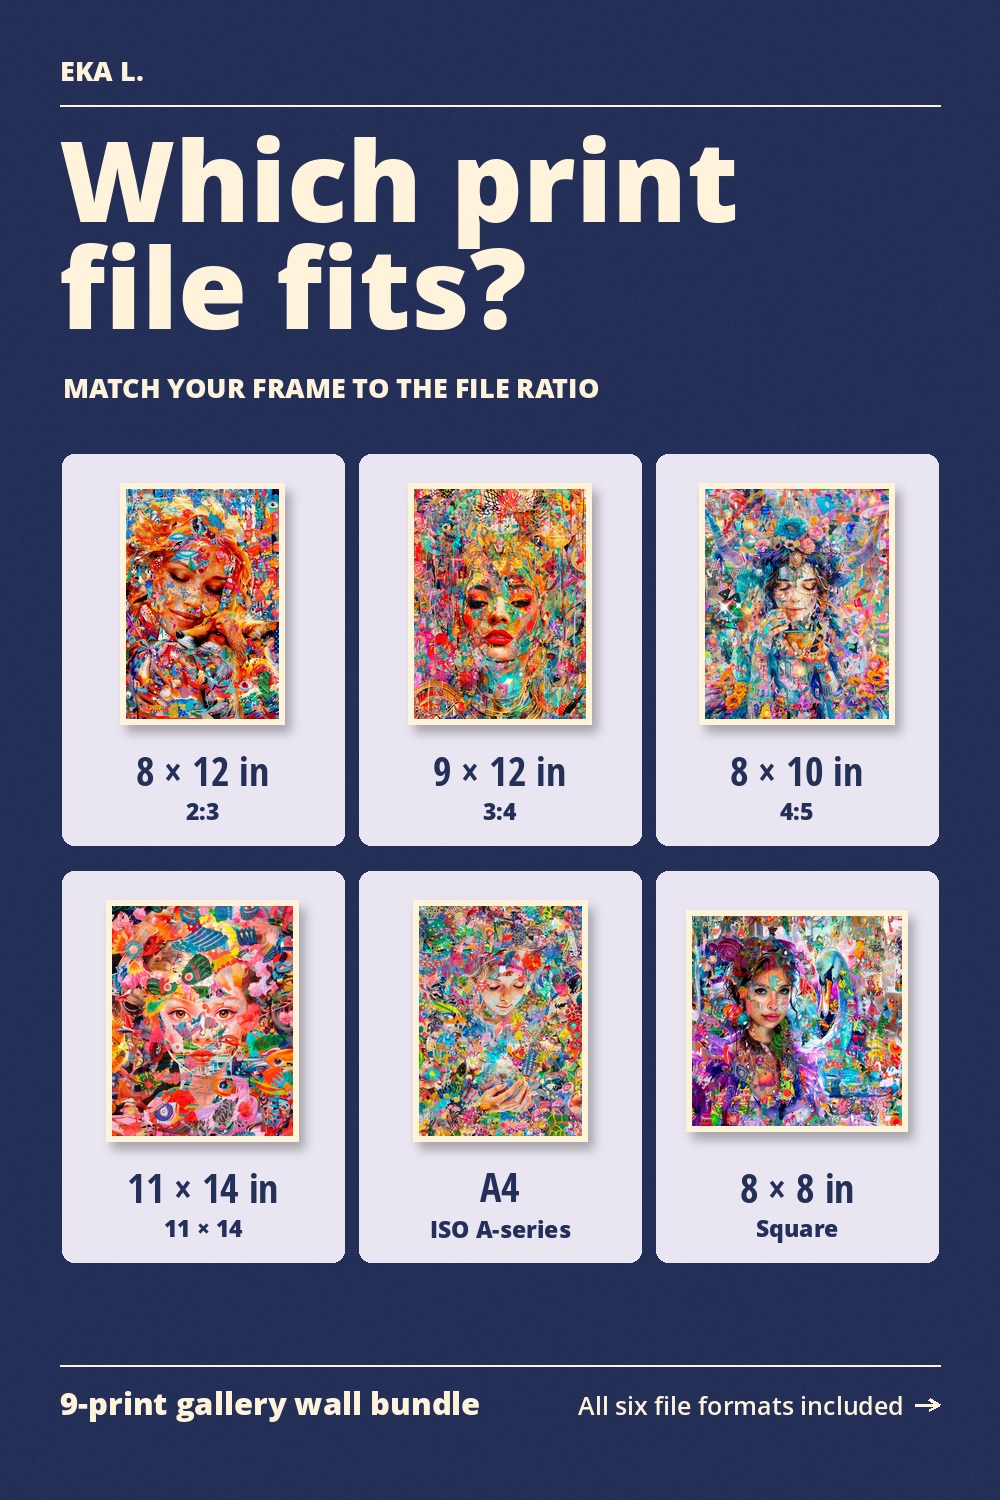 EKA L.
Which print
file fits?
MATCH YOUR FRAME TO THE FILE RATIO
8 × 12 in
2:3
9 × 12 in
3:4
8 × 10 in
4:5
11 × 14 in
11 × 14
A4
ISO A-series
8 × 8 in
Square
9-print gallery wall bundle
All six file formats included →